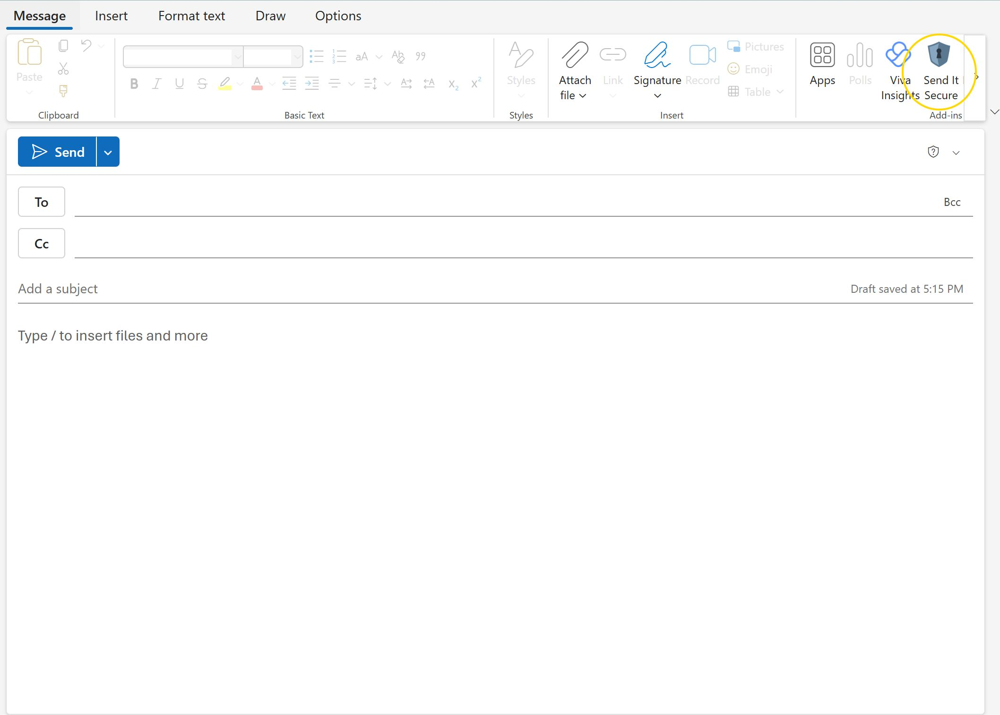 Message Insert Format text Draw Options
Paste
Clipboard
aA
Ab
99
B I U S A A A X2 X2
Basic Text
Styles
Styles
Attach file
Link
Signature
Record
Pictures
Emoji
Table
Insert
Apps
Polls
Viva Insights
Send It Secure
Add-ins
Send
To
Bcc
Cc
Add a subject
Draft saved at 5:15 PM
Type / to insert files and more